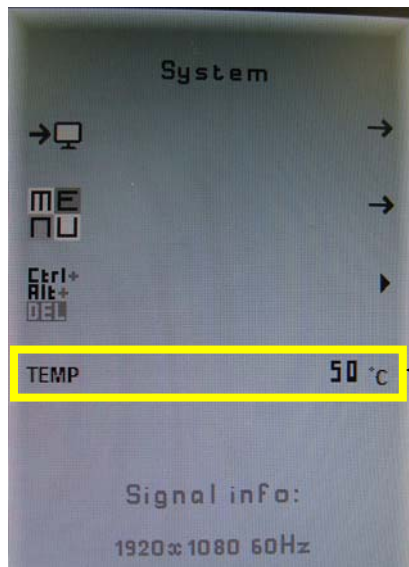 System
ME
NU
Ctrl+
Alt+
DEL
TEMP 50 °C
Signal info:
1920x1080 60Hz